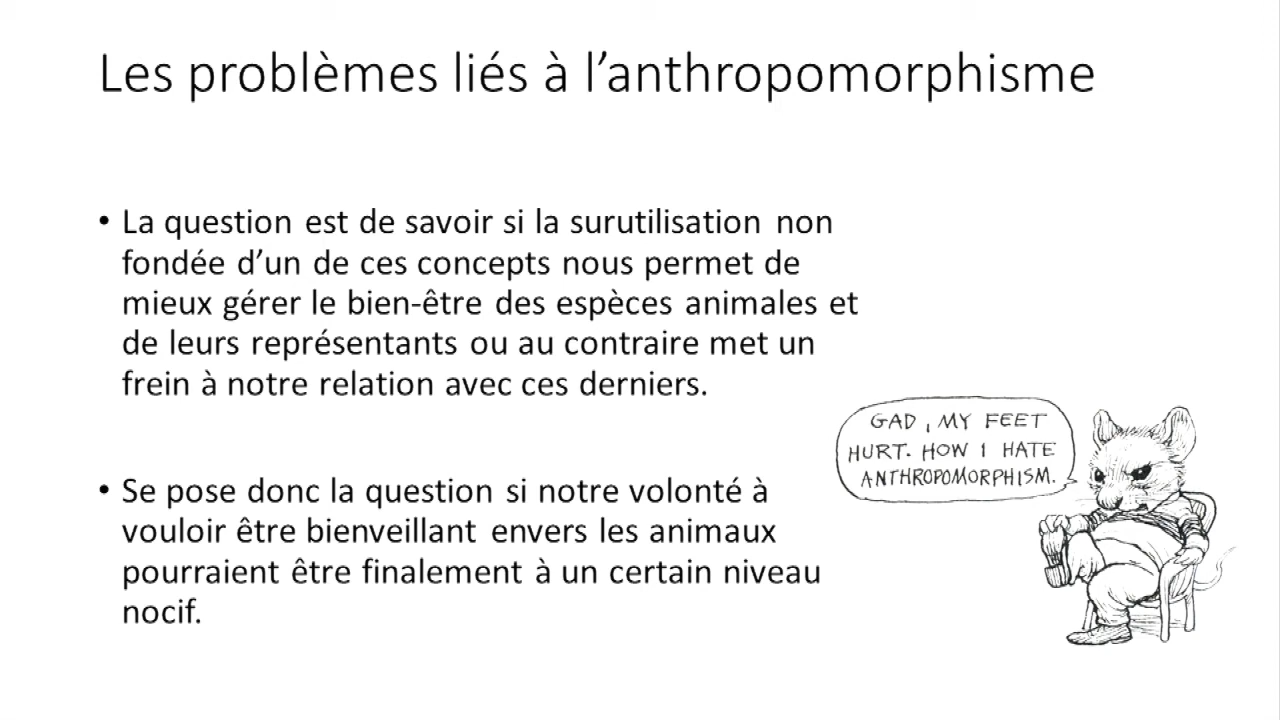 Les problèmes liés à l’anthropomorphisme
• La question est de savoir si la surutilisation non
fondée d’un de ces concepts nous permet de
mieux gérer le bien-être des espèces animales et
de leurs représentants ou au contraire met un
frein à notre relation avec ces derniers.
GAD, MY FEET
HURT. HOW I HATE
ANTHROPOMORPHISM.
• Se pose donc la question si notre volonté à
vouloir être bienveillant envers les animaux
pourraient être finalement à un certain niveau
nocif.